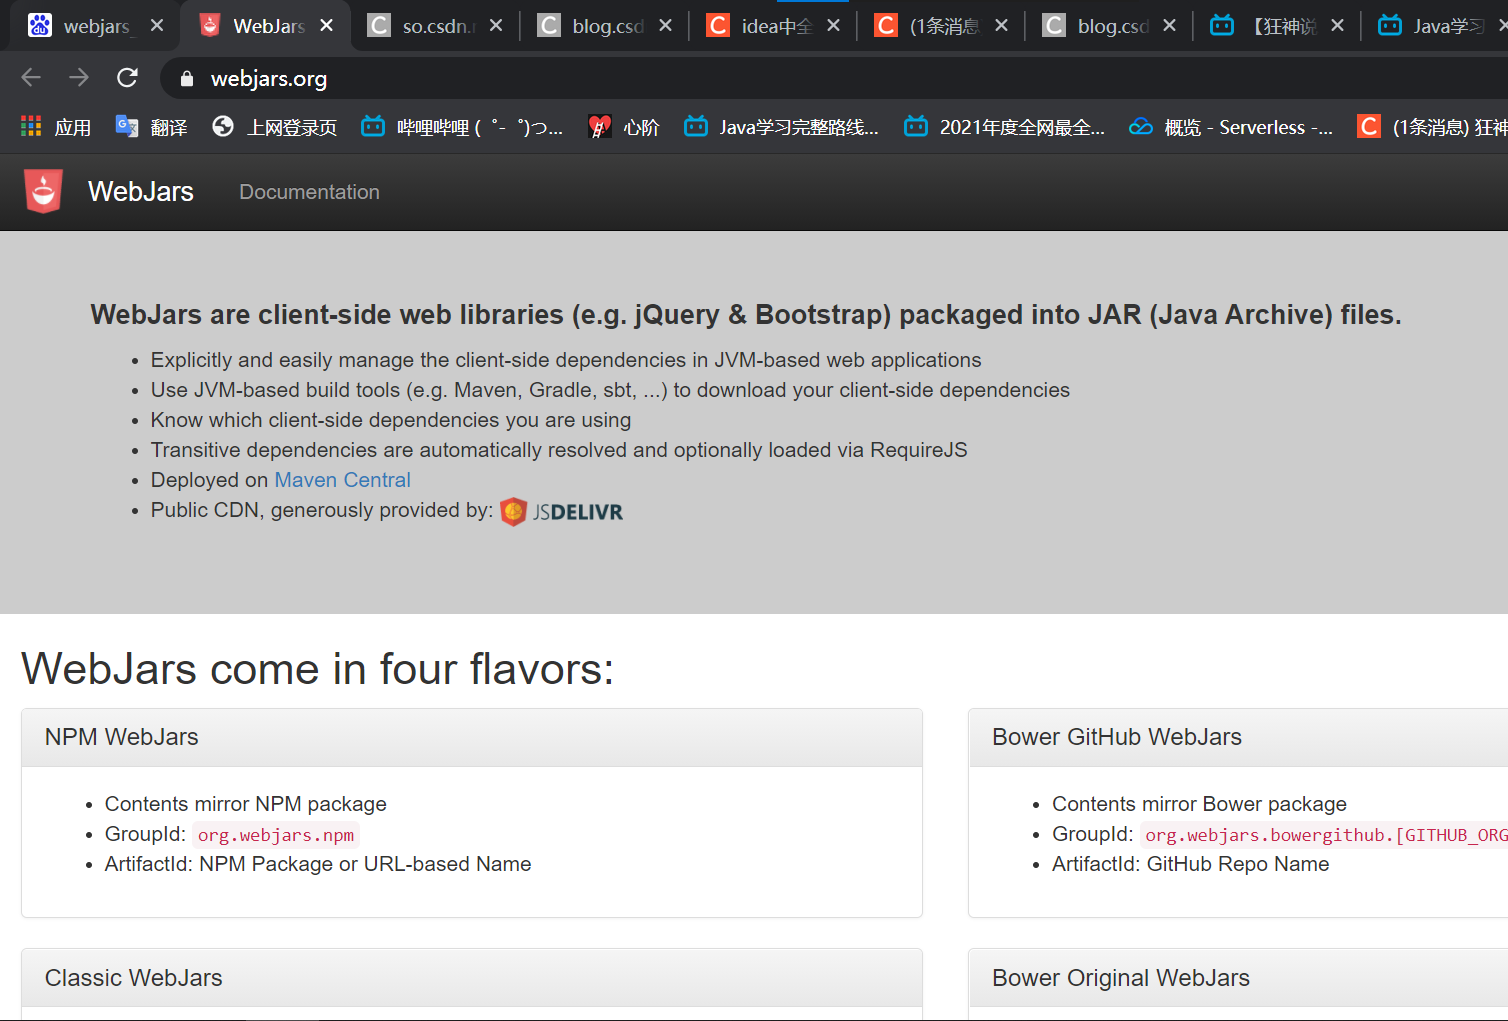 webjars_
WebJars
so.csdn.n
blog.csd
idea中全
(1条消息
blog.csd
【狂神说
Java学习
webjars.org
应用
翻译
上网登录页
哔哩哔哩 ( ゜- ゜)つ...
心阶
Java学习完整路线...
2021年度全网最全...
概览 - Serverless -...
(1条消息) 狂神
WebJars
Documentation
WebJars are client-side web libraries (e.g. jQuery & Bootstrap) packaged into JAR (Java Archive) files.
Explicitly and easily manage the client-side dependencies in JVM-based web applications
Use JVM-based build tools (e.g. Maven, Gradle, sbt, ...) to download your client-side dependencies
Know which client-side dependencies you are using
Transitive dependencies are automatically resolved and optionally loaded via RequireJS
Deployed on Maven Central
Public CDN, generously provided by: JSDELIVR
WebJars come in four flavors:
NPM WebJars
Contents mirror NPM package
GroupId: org.webjars.npm
ArtifactId: NPM Package or URL-based Name
Bower GitHub WebJars
Contents mirror Bower package
GroupId: org.webjars.bowergithub.[GITHUB_ORG
ArtifactId: GitHub Repo Name
Classic WebJars
Bower Original WebJars